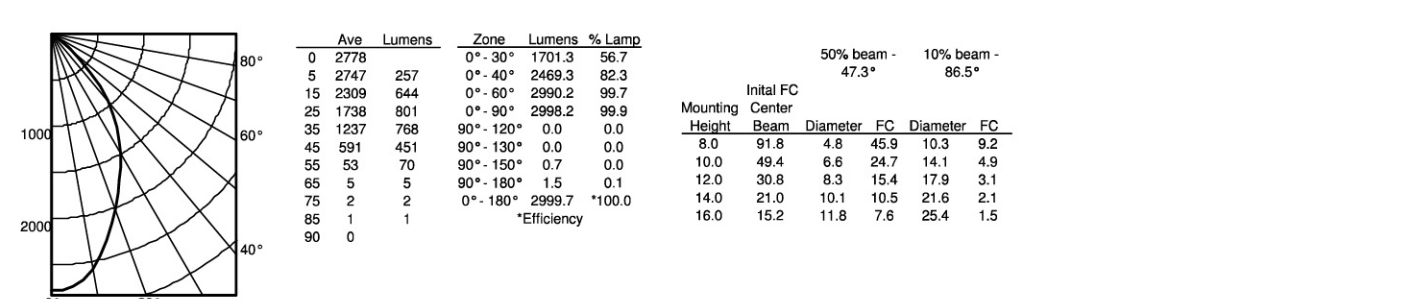 80°
1000
60°
2000
40°
Ave Lumens
0 2778
5 2747 257
15 2309 644
25 1738 801
35 1237 768
45 591 451
55 53 70
65 5 5
75 2 2
85 1 1
90 0
Zone Lumens % Lamp
0°- 30° 1701.3 56.7
0°- 40° 2469.3 82.3
0°- 60° 2990.2 99.7
0°- 90° 2998.2 99.9
90°- 120° 0.0 0.0
90°- 130° 0.0 0.0
90°- 150° 0.7 0.0
90°- 180° 1.5 0.1
0°- 180° 2999.7 *100.0
*Efficiency
50% beam - 10% beam -
47.3° 86.5°
Inital FC
Mounting Center
Height Beam Diameter FC Diameter FC
8.0 91.8 4.8 45.9 10.3 9.2
10.0 49.4 6.6 24.7 14.1 4.9
12.0 30.8 8.3 15.4 17.9 3.1
14.0 21.0 10.1 10.5 21.6 2.1
16.0 15.2 11.8 7.6 25.4 1.5